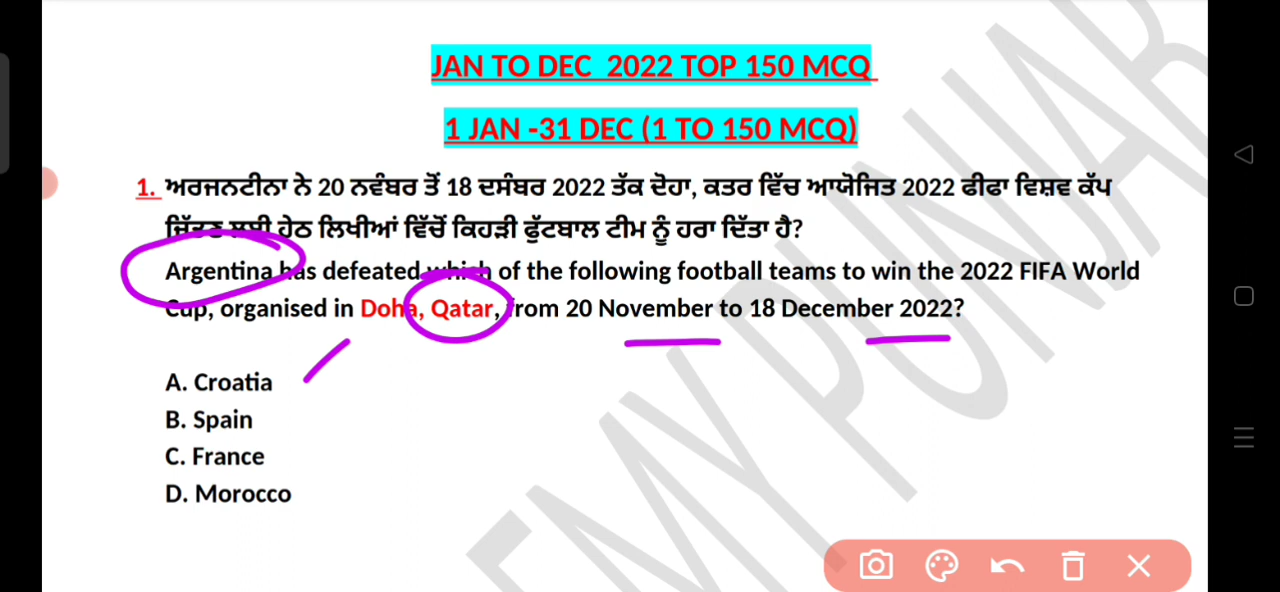 JAN TO DEC 2022 TOP 150 MCQ
1 JAN -31 DEC (1 TO 150 MCQ)
1. ਅਰਜਨਟੀਨਾ ਨੇ 20 ਨਵੰਬਰ ਤੋਂ 18 ਦਸੰਬਰ 2022 ਤੱਕ ਦੋਹਾ, ਕਤਰ ਵਿੱਚ ਆਯੋਜਿਤ 2022 ਫੀਫਾ ਵਿਸ਼ਵ ਕੱਪ
ਜਿੱਤਣ ਲਈ ਹੇਠ ਲਿਖੀਆਂ ਵਿੱਚੋਂ ਕਿਹੜੀ ਫੁੱਟਬਾਲ ਟੀਮ ਨੂੰ ਹਰਾ ਦਿੱਤਾ ਹੈ?
Argentina has defeated which of the following football teams to win the 2022 FIFA World
Cup, organised in Doha, Qatar, from 20 November to 18 December 2022?
A. Croatia
B. Spain
C. France
D. Morocco